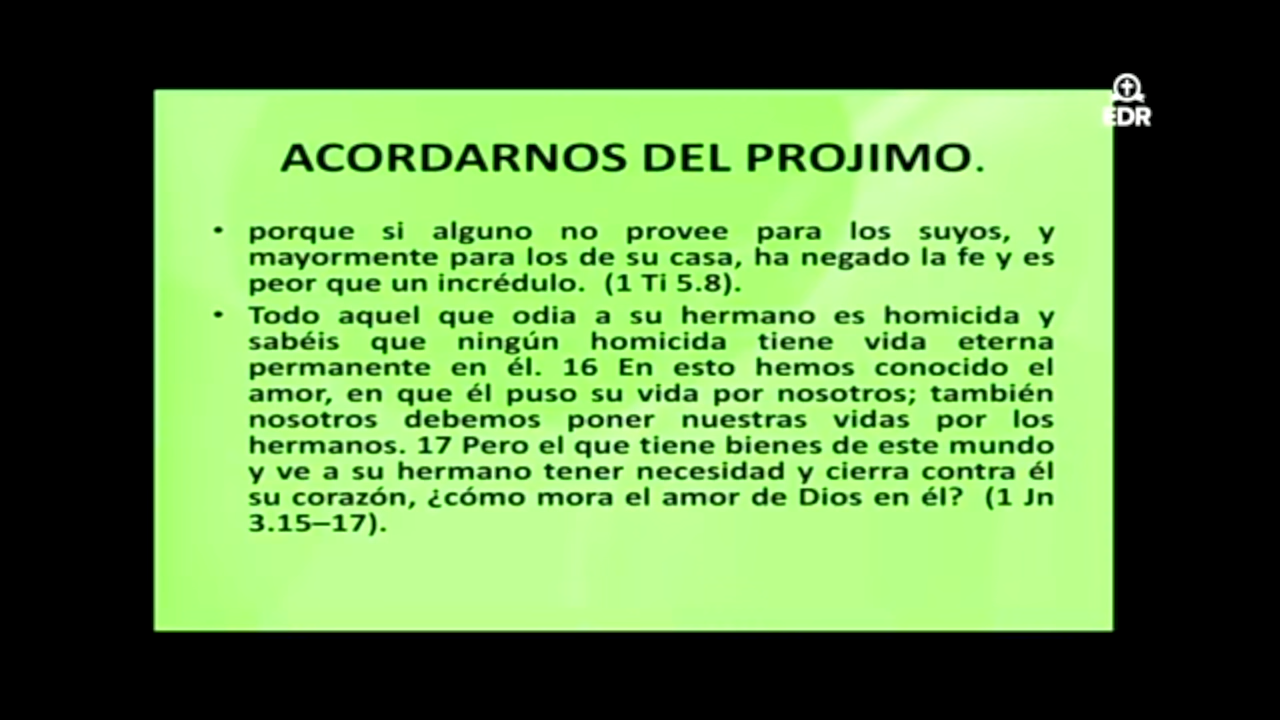 EDR
ACORDARNOS DEL PROJIMO.
• porque si alguno no provee para los suyos, y
mayormente para los de su casa, ha negado la fe y es
peor que un incrédulo. (1 Ti 5.8).
• Todo aquel que odia a su hermano es homicida y
sabéis que ningún homicida tiene vida eterna
permanente en él. 16 En esto hemos conocido el
amor, en que él puso su vida por nosotros; también
nosotros debemos poner nuestras vidas por los
hermanos. 17 Pero el que tiene bienes de este mundo
y ve a su hermano tener necesidad y cierra contra él
su corazón, ¿cómo mora el amor de Dios en él? (1 Jn
3.15–17).